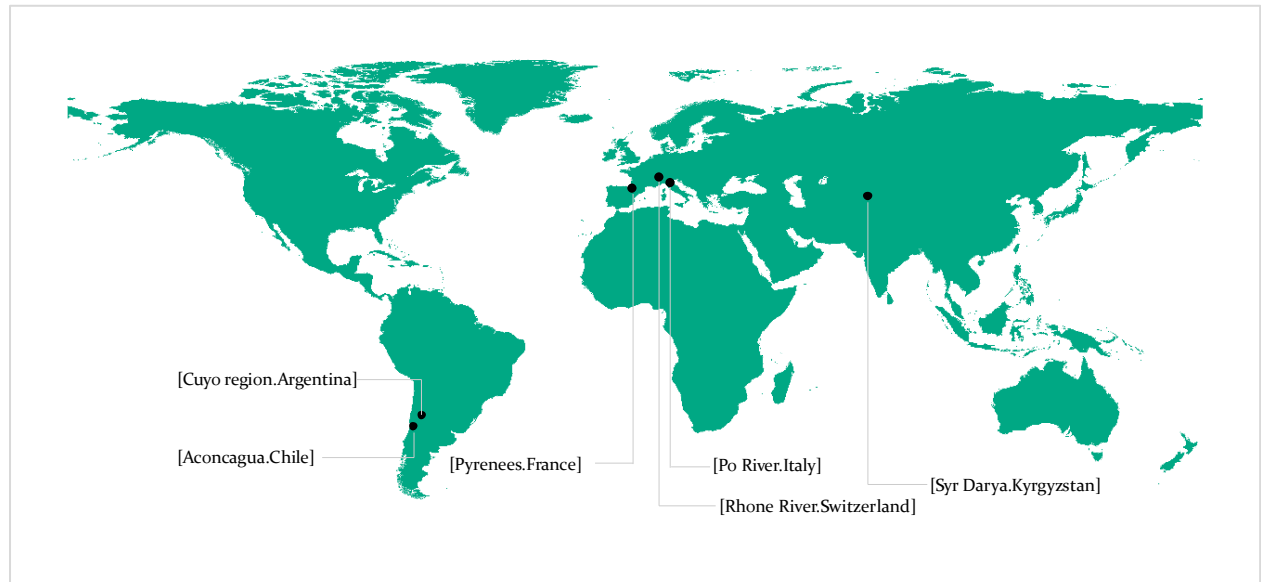 [Cuyo region.Argentina]
[Aconcagua.Chile]
[Pyrenees.France]
[Po River.Italy]
[Rhone River.Switzerland]
[Syr Darya.Kyrgyzstan]